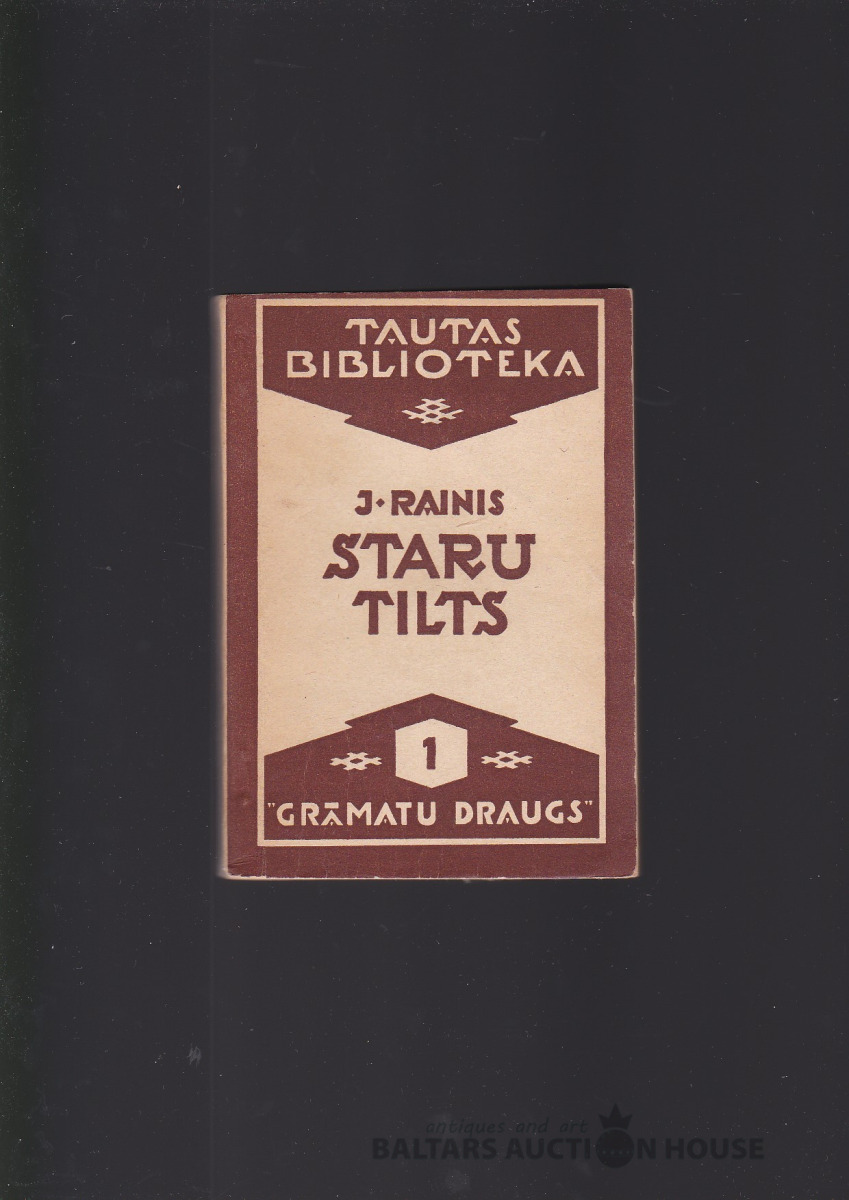 TAUTAS
BIBLIOTEKA
J·RAINIS
STARU
TILTS
1
"GRĀMATU DRAUGS"
antiques and art
BALTARS AUCTION HOUSE